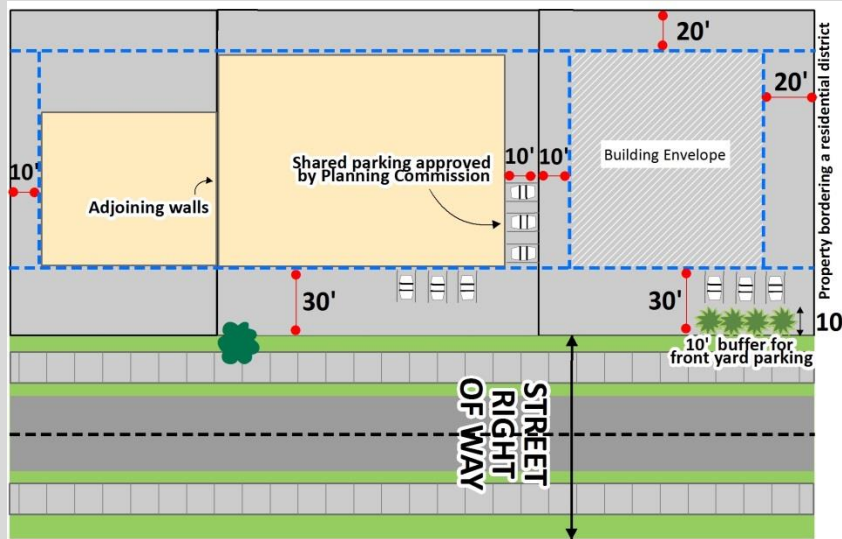 20'
20'
Property bordering a residential district
10'
Adjoining walls
Shared parking approved
by Planning Commission
10'
10'
Building Envelope
30'
30'
10
10' buffer for
front yard parking
STREET
RIGHT
OF WAY